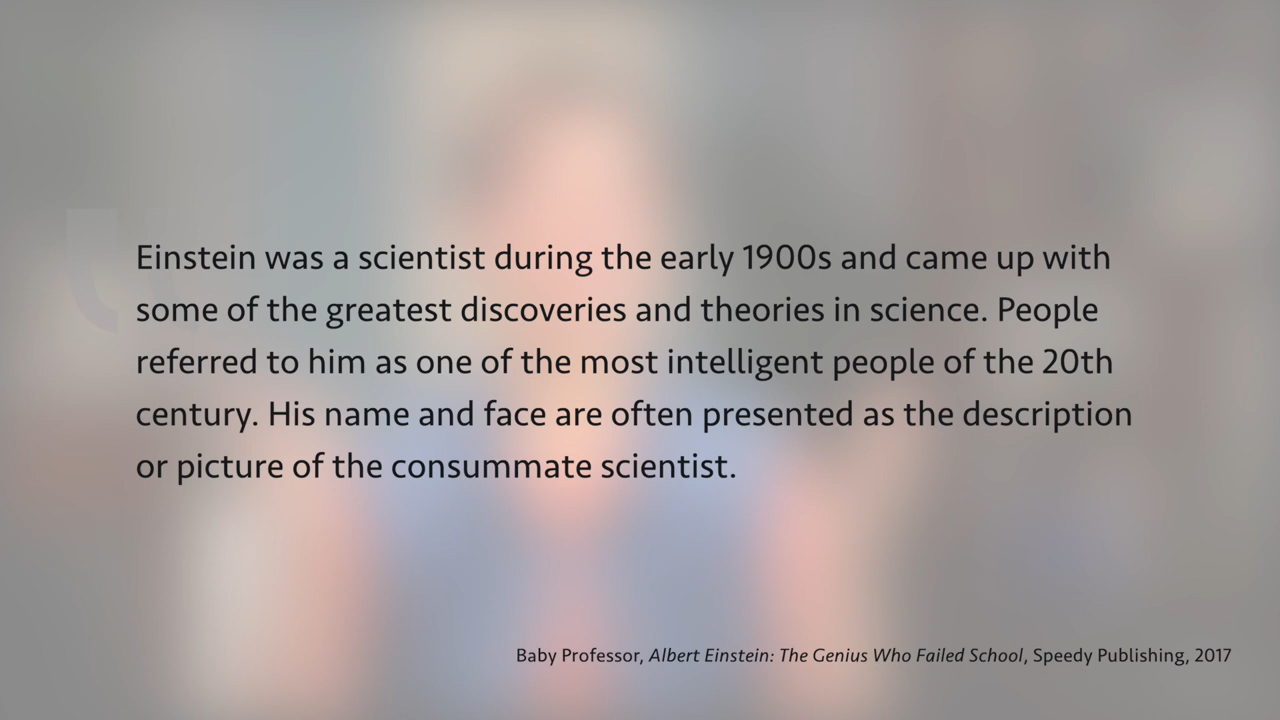 Einstein was a scientist during the early 1900s and came up with
some of the greatest discoveries and theories in science. People
referred to him as one of the most intelligent people of the 20th
century. His name and face are often presented as the description
or picture of the consummate scientist.
Baby Professor, Albert Einstein: The Genius Who Failed School, Speedy Publishing, 2017